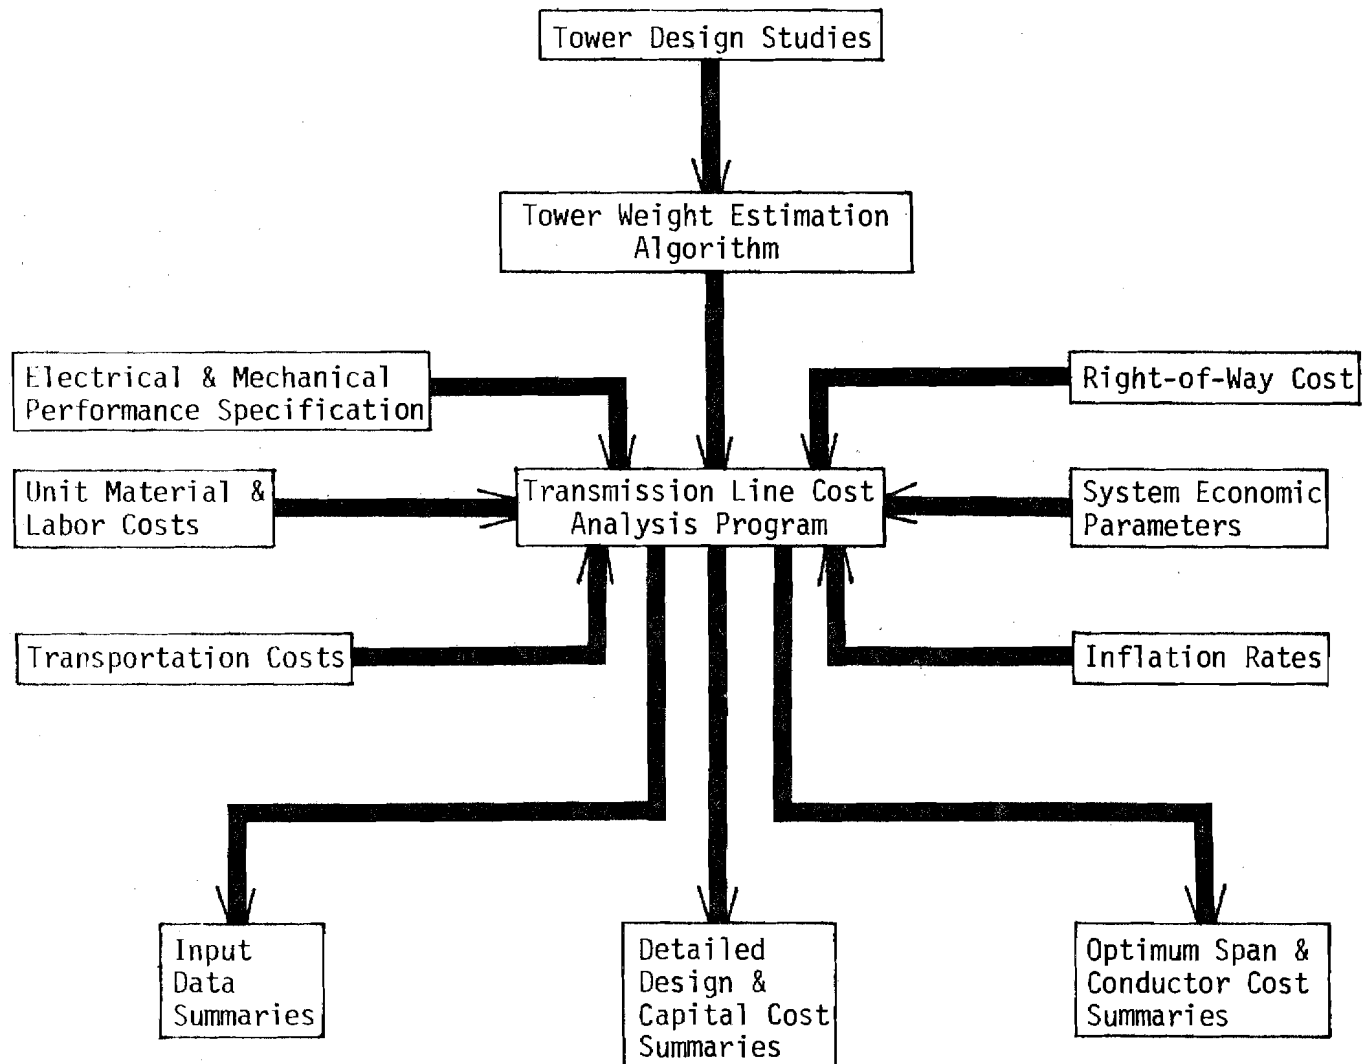 Tower Design Studies
Tower Weight Estimation
Algorithm
Electrical & Mechanical
Performance Specification
Right-of-Way Cost
Unit Material &
Labor Costs
Transmission Line Cost
Analysis Program
System Economic
Parameters
Transportation Costs
Inflation Rates
Input
Data
Summaries
Detailed
Design &
Capital Cost
Summaries
Optimum Span &
Conductor Cost
Summaries